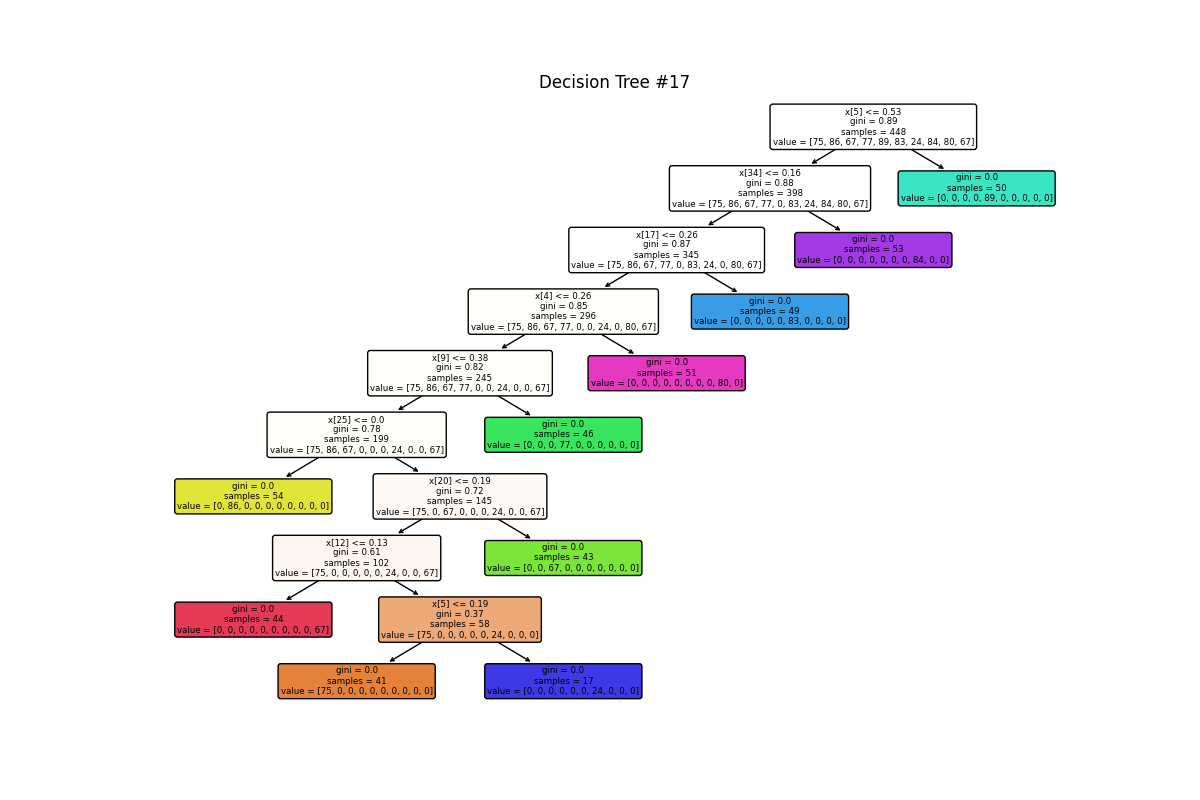 Decision Tree #17
x[5] <= 0.53
gini = 0.89
samples = 448
value = [75, 86, 67, 77, 89, 83, 24, 84, 80, 67]
x[34] <= 0.16
gini = 0.88
samples = 398
value = [75, 86, 67, 77, 0, 83, 24, 84, 80, 67]
gini = 0.0
samples = 50
value = [0, 0, 0, 0, 89, 0, 0, 0, 0, 0]
x[17] <= 0.26
gini = 0.87
samples = 345
value = [75, 86, 67, 77, 0, 83, 24, 0, 80, 67]
gini = 0.0
samples = 53
value = [0, 0, 0, 0, 0, 0, 0, 84, 0, 0]
x[4] <= 0.26
gini = 0.85
samples = 296
value = [75, 86, 67, 77, 0, 0, 24, 0, 80, 67]
gini = 0.0
samples = 49
value = [0, 0, 0, 0, 0, 83, 0, 0, 0, 0]
x[9] <= 0.38
gini = 0.82
samples = 245
value = [75, 86, 67, 77, 0, 0, 24, 0, 0, 67]
gini = 0.0
samples = 51
value = [0, 0, 0, 0, 0, 0, 0, 0, 80, 0]
x[25] <= 0.0
gini = 0.78
samples = 199
value = [75, 86, 67, 0, 0, 0, 24, 0, 0, 67]
gini = 0.0
samples = 46
value = [0, 0, 0, 77, 0, 0, 0, 0, 0, 0]
gini = 0.0
samples = 54
value = [0, 86, 0, 0, 0, 0, 0, 0, 0, 0]
x[20] <= 0.19
gini = 0.72
samples = 145
value = [75, 0, 67, 0, 0, 0, 24, 0, 0, 67]
x[12] <= 0.13
gini = 0.61
samples = 102
value = [75, 0, 0, 0, 0, 0, 24, 0, 0, 67]
gini = 0.0
samples = 43
value = [0, 0, 67, 0, 0, 0, 0, 0, 0, 0]
gini = 0.0
samples = 44
value = [0, 0, 0, 0, 0, 0, 0, 0, 0, 67]
x[5] <= 0.19
gini = 0.37
samples = 58
value = [75, 0, 0, 0, 0, 0, 24, 0, 0, 0]
gini = 0.0
samples = 41
value = [75, 0, 0, 0, 0, 0, 0, 0, 0, 0]
gini = 0.0
samples = 17
value = [0, 0, 0, 0, 0, 0, 24, 0, 0, 0]